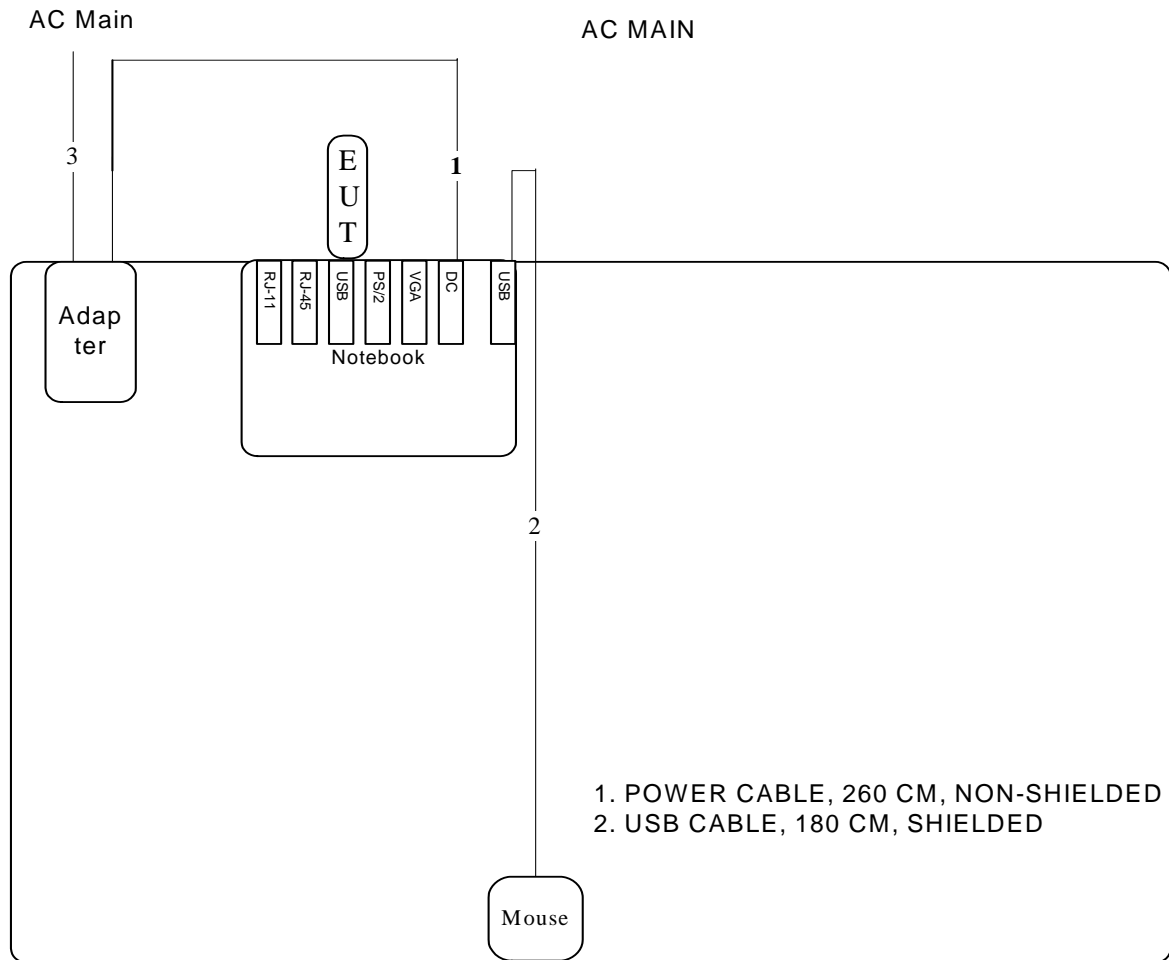 AC Main
AC MAIN
3
1
E
U
T
RJ-11
RJ-45
USB
PS/2
VGA
DC
USB
Adap
ter
Notebook
2
1. POWER CABLE, 260 CM, NON-SHIELDED
2. USB CABLE, 180 CM, SHIELDED
Mouse